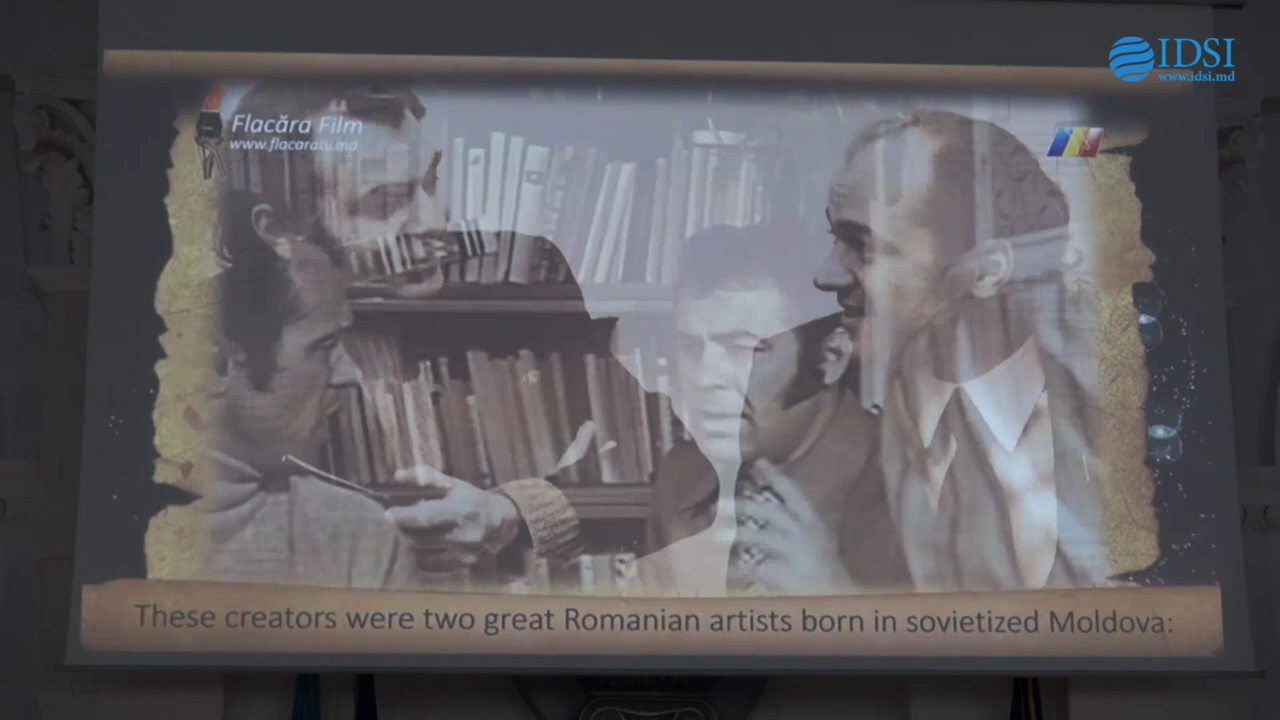 IDSI
www.idsi.md
Flacăra Film
www.flacaratv.md
These creators were two great Romanian artists born in sovietized Moldova: